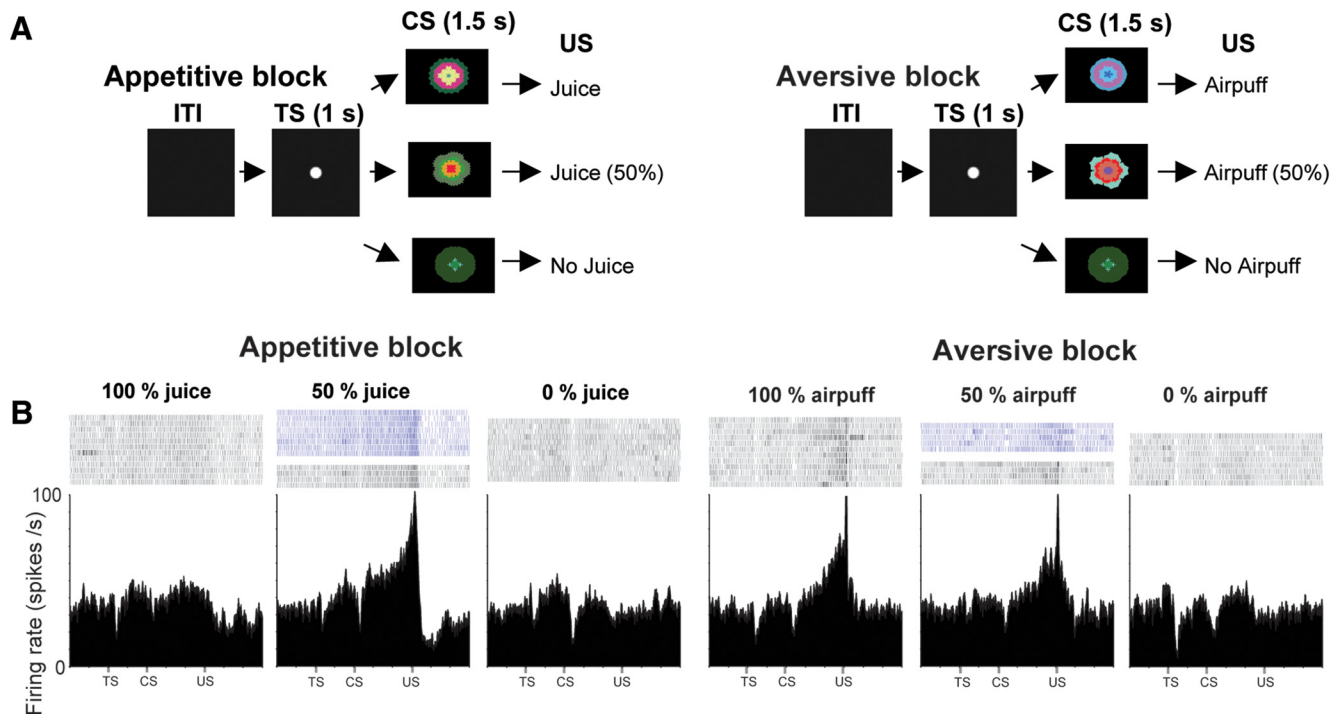 A
Appetitive block
ITI
TS (1 s)
CS (1.5 s)
US
Juice
Juice (50%)
No Juice
Aversive block
ITI
TS (1 s)
CS (1.5 s)
US
Airpuff
Airpuff (50%)
No Airpuff
B
Appetitive block
Aversive block
100 % juice
50 % juice
0 % juice
100 % airpuff
50 % airpuff
0 % airpuff
Firing rate (spikes /s)
100
0
TS CS US
TS CS US
TS CS US
TS CS US
TS CS US
TS CS US